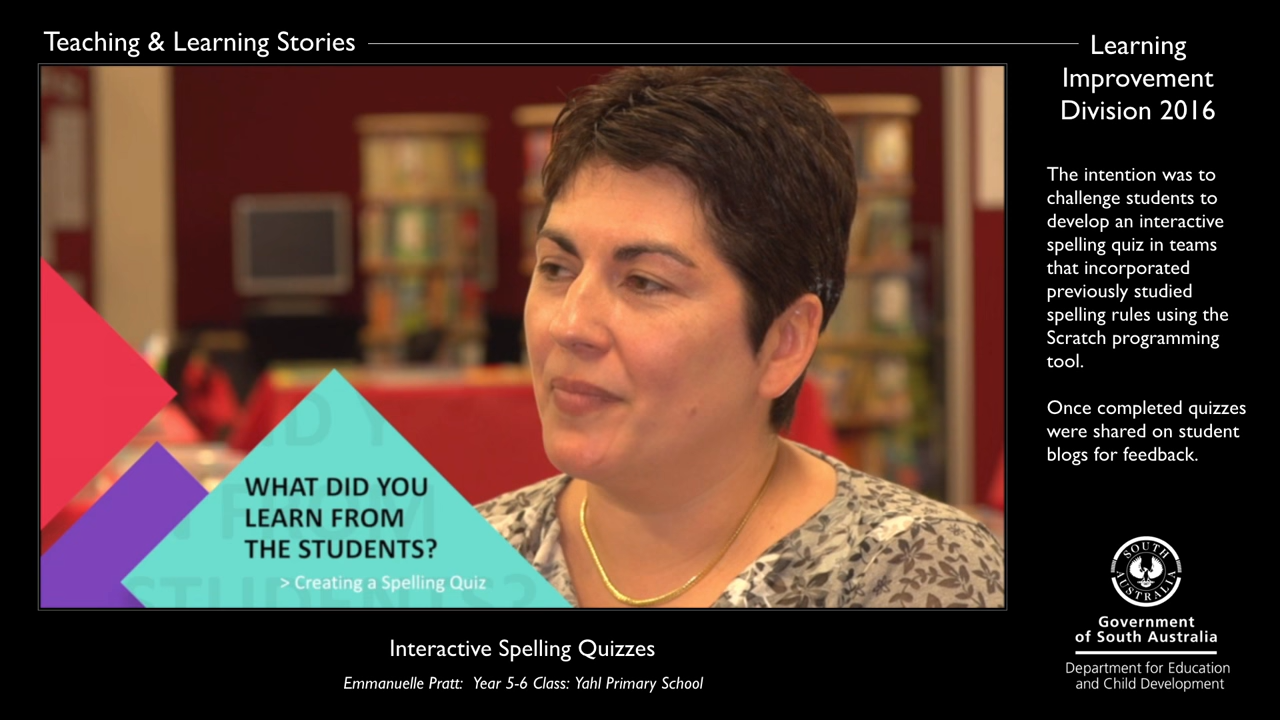 Teaching & Learning Stories
Learning
Improvement
Division 2016
The intention was to
challenge students to
develop an interactive
spelling quiz in teams
that incorporated
previously studied
spelling rules using the
Scratch programming
tool.
Once completed quizzes
were shared on student
blogs for feedback.
WHAT DID YOU
LEARN FROM
THE STUDENTS?
> Creating a Spelling Quiz
SOUTH
AUSTRALIA
Government
of South Australia
Department for Education
and Child Development
Interactive Spelling Quizzes
Emmanuelle Pratt: Year 5-6 Class: Yahl Primary School